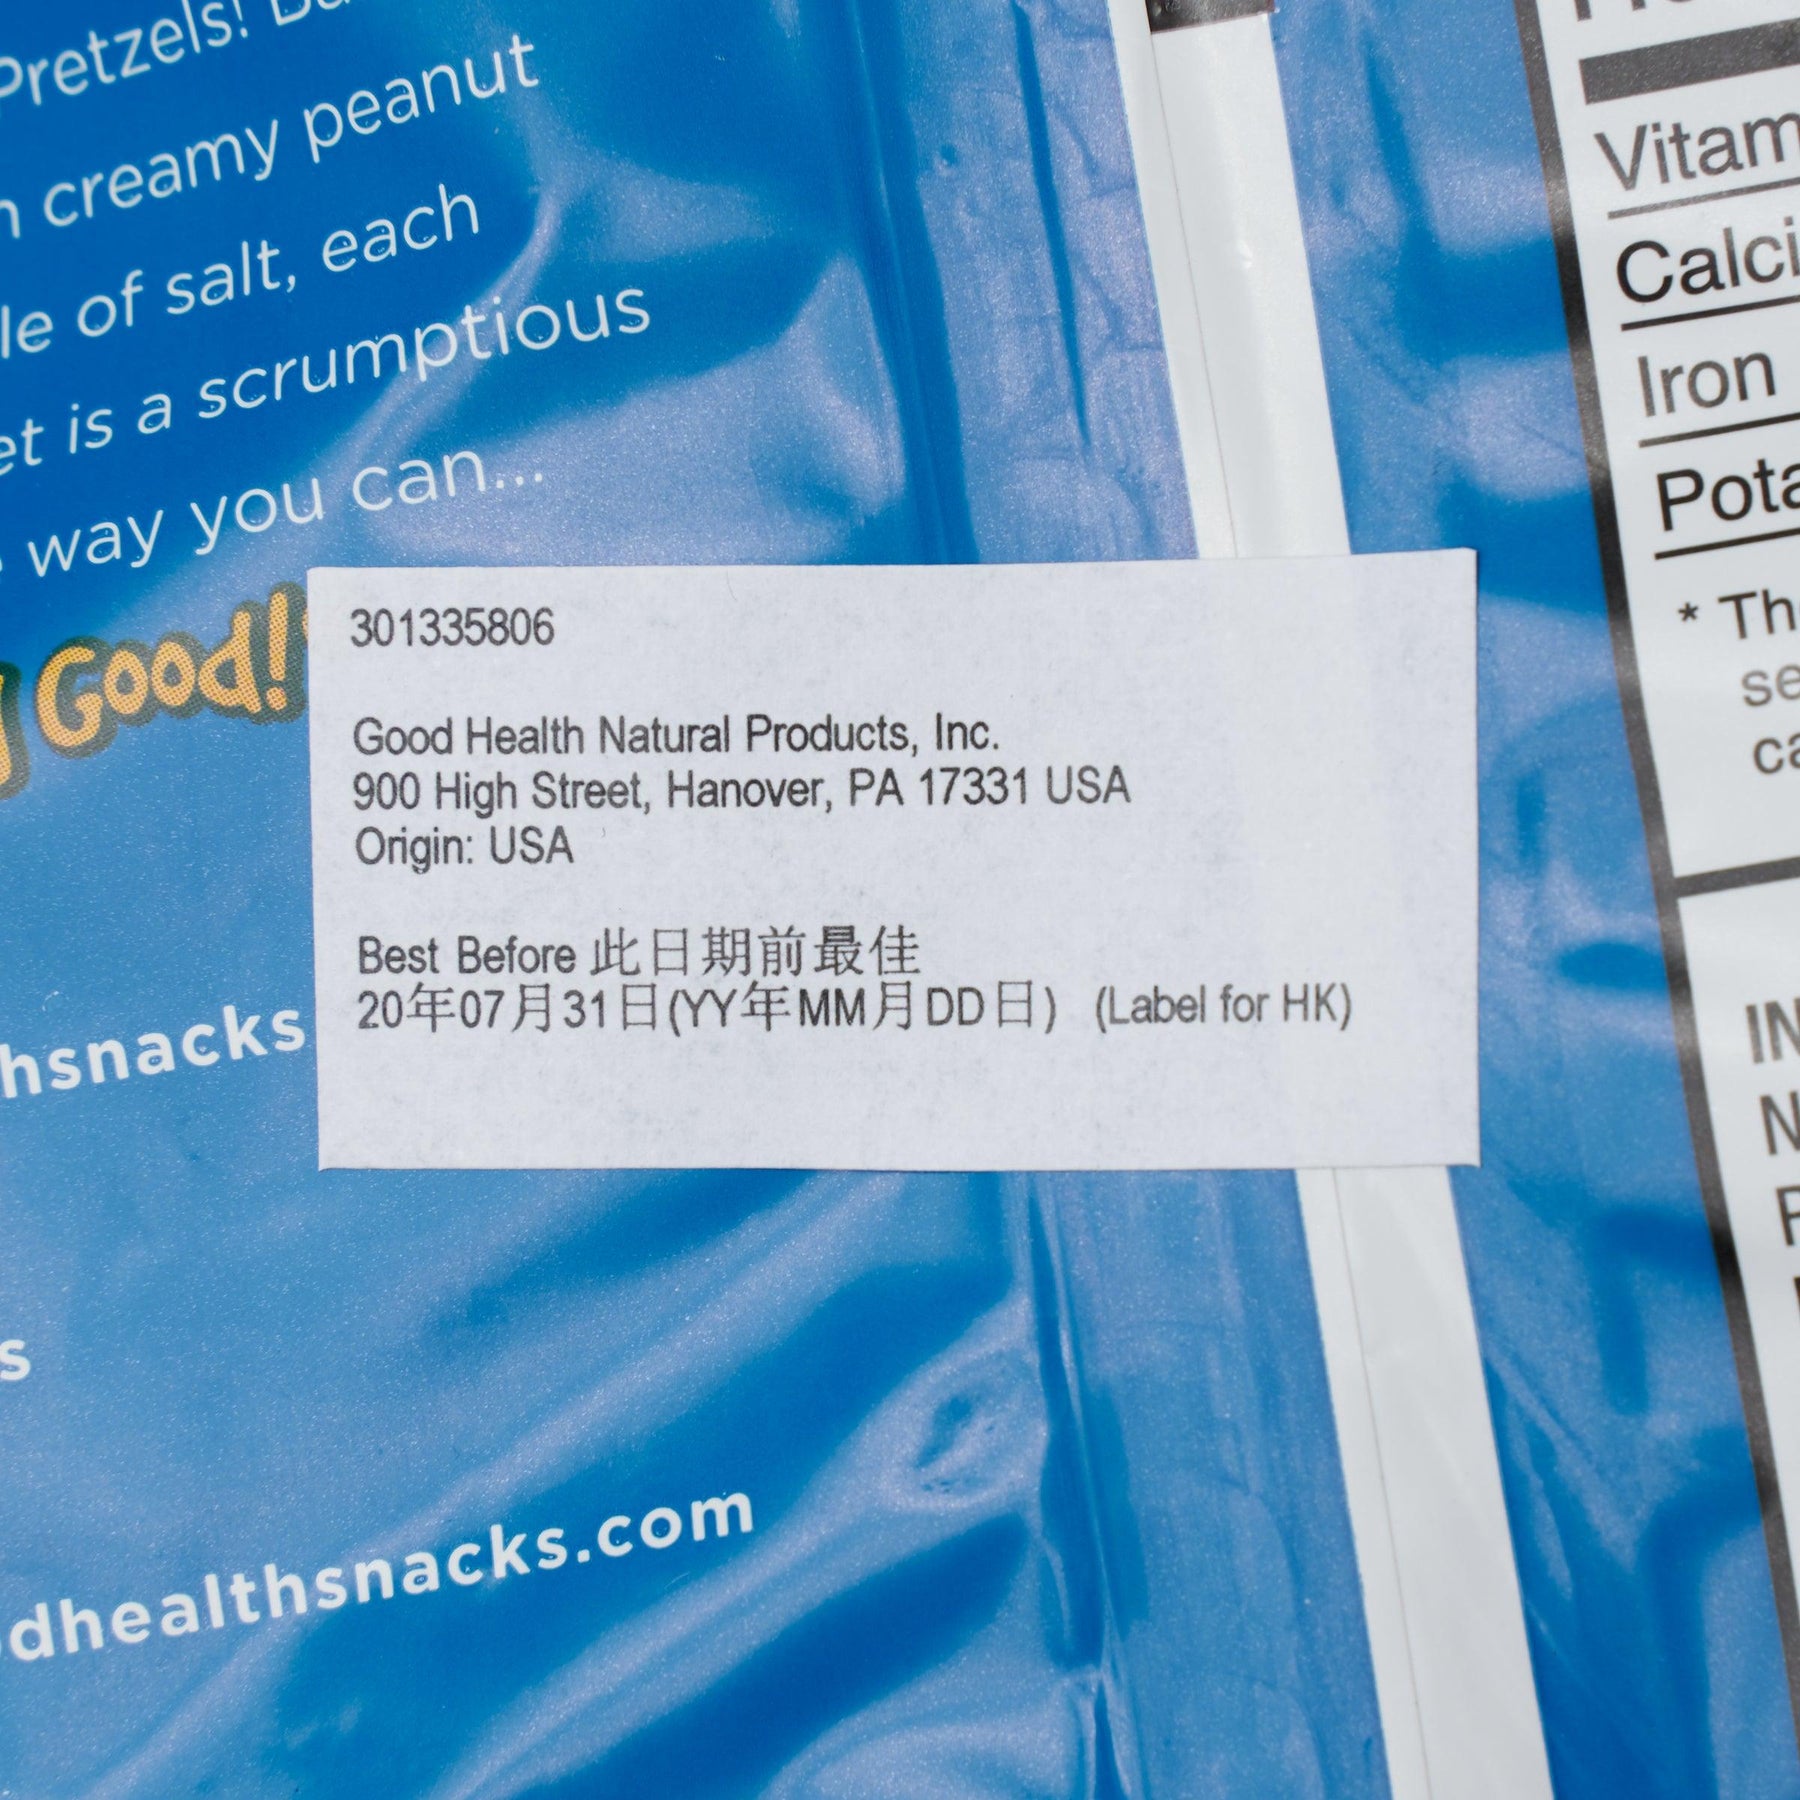 Pretzels!
creamy peanut
of salt, each
is a scrumptious
way you can...
Good!
301335806
Good Health Natural Products, Inc.
900 High Street, Hanover, PA 17331 USA
Origin: USA
Best Before 此日期前最佳
20年07月31日(YY年MM月DD日) (Label for HK)
hsnacks
s
dhealthsnacks.com
Vitam
Calci
Iron
Pota
* Th
se
ca
IN
N